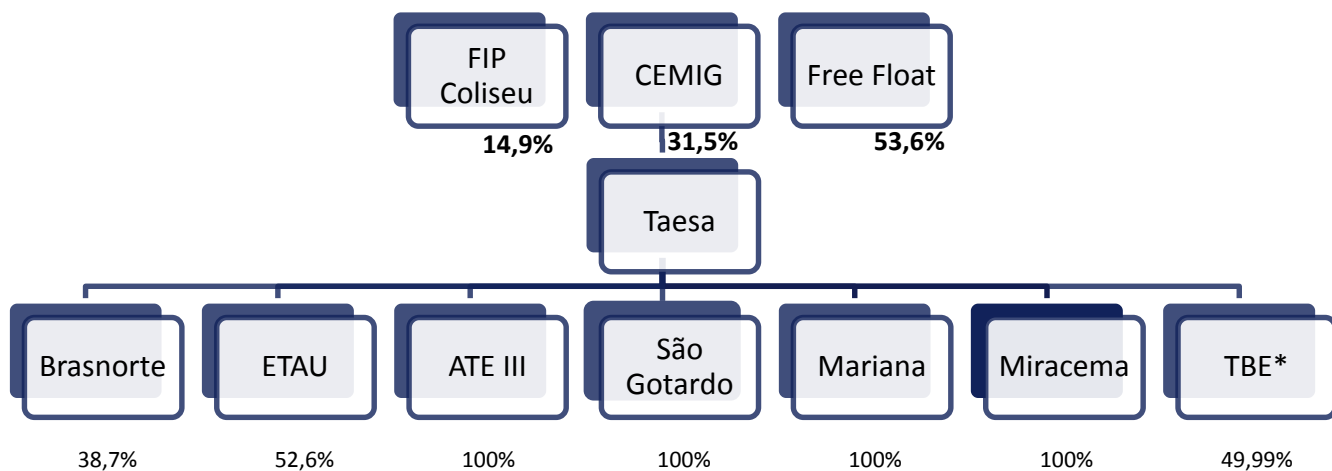 FIP
Coliseu
CEMIG
Free Float
14,9%
31,5%
53,6%
Taesa
Brasnorte
ETAU
ATE III
São
Gotardo
Mariana
Miracema
TBE*
38,7%
52,6%
100%
100%
100%
100%
49,99%